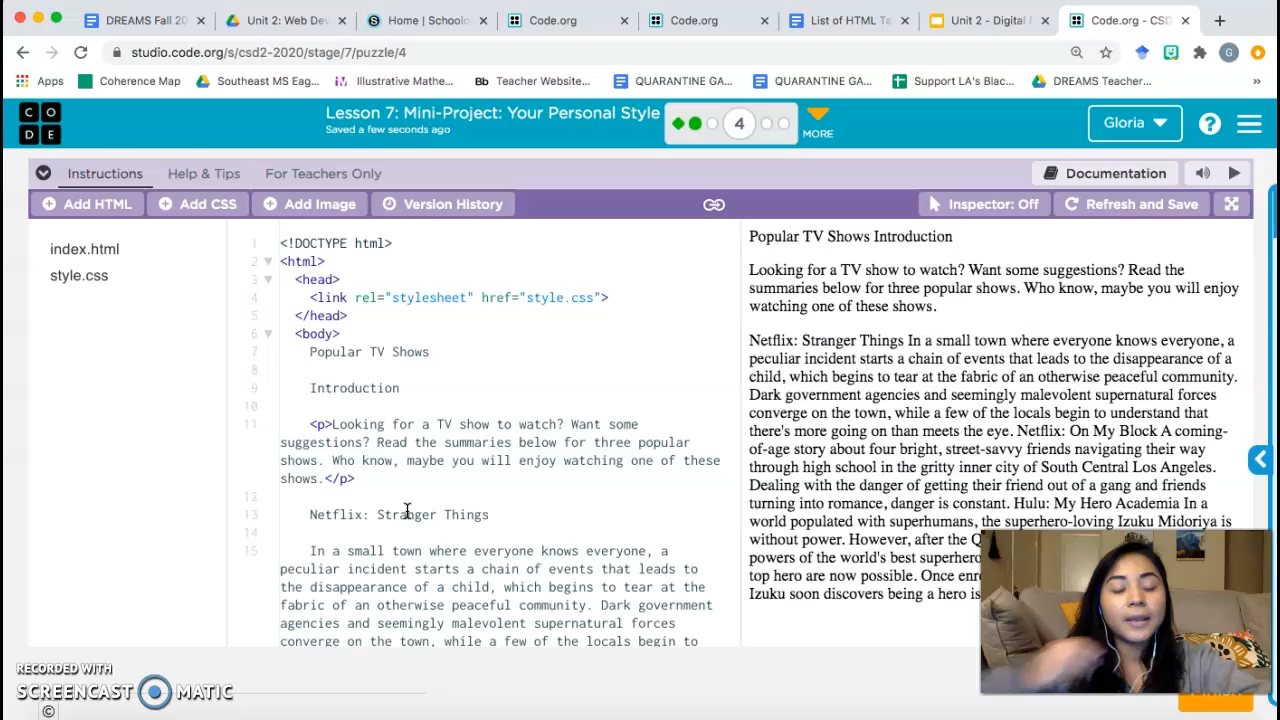 DREAMS Fall 20
Unit 2: Web Dev
Home | Schoolo
Code.org
Code.org
List of HTML Ta
Unit 2 - Digital
Code.org - CSD
studio.code.org/s/csd2-2020/stage/7/puzzle/4
G
Apps
Coherence Map
Southeast MS Eag...
Illustrative Mathe...
Bb Teacher Website...
QUARANTINE GA...
QUARANTINE GA...
Support LA's Blac...
DREAMS Teacher...
»
C O
D E
Lesson 7: Mini-Project: Your Personal Style
Saved a few seconds ago
4
MORE
Gloria
?
Instructions
Help & Tips
For Teachers Only
Documentation
Add HTML
Add CSS
Add Image
Version History
Inspector: Off
Refresh and Save
index.html
style.css
1 <!DOCTYPE html>
2 <html>
3 <head>
4 <link rel="stylesheet" href="style.css">
5 </head>
6 <body>
7 Popular TV Shows
8
9 Introduction
10
11 <p>Looking for a TV show to watch? Want some
suggestions? Read the summaries below for three popular
shows. Who know, maybe you will enjoy watching one of these
shows.</p>
12
13 Netflix: Stranger Things
14
15 In a small town where everyone knows everyone, a
peculiar incident starts a chain of events that leads to
the disappearance of a child, which begins to tear at the
fabric of an otherwise peaceful community. Dark government
agencies and seemingly malevolent supernatural forces
converge on the town, while a few of the locals begin to
Popular TV Shows Introduction
Looking for a TV show to watch? Want some suggestions? Read the
summaries below for three popular shows. Who know, maybe you will enjoy
watching one of these shows.
Netflix: Stranger Things In a small town where everyone knows everyone, a
peculiar incident starts a chain of events that leads to the disappearance of a
child, which begins to tear at the fabric of an otherwise peaceful community.
Dark government agencies and seemingly malevolent supernatural forces
converge on the town, while a few of the locals begin to understand that
there's more going on than meets the eye. Netflix: On My Block A coming-
of-age story about four bright, street-savvy friends navigating their way
through high school in the gritty inner city of South Central Los Angeles.
Dealing with the danger of getting their friend out of a gang and friends
turning into romance, danger is constant. Hulu: My Hero Academia In a
world populated with superhumans, the superhero-loving Izuku Midoriya is
without power. However, after the Q
powers of the world's best superhero
top hero are now possible. Once enr
Izuku soon discovers being a hero is
RECORDED WITH
SCREENCAST MATIC
©